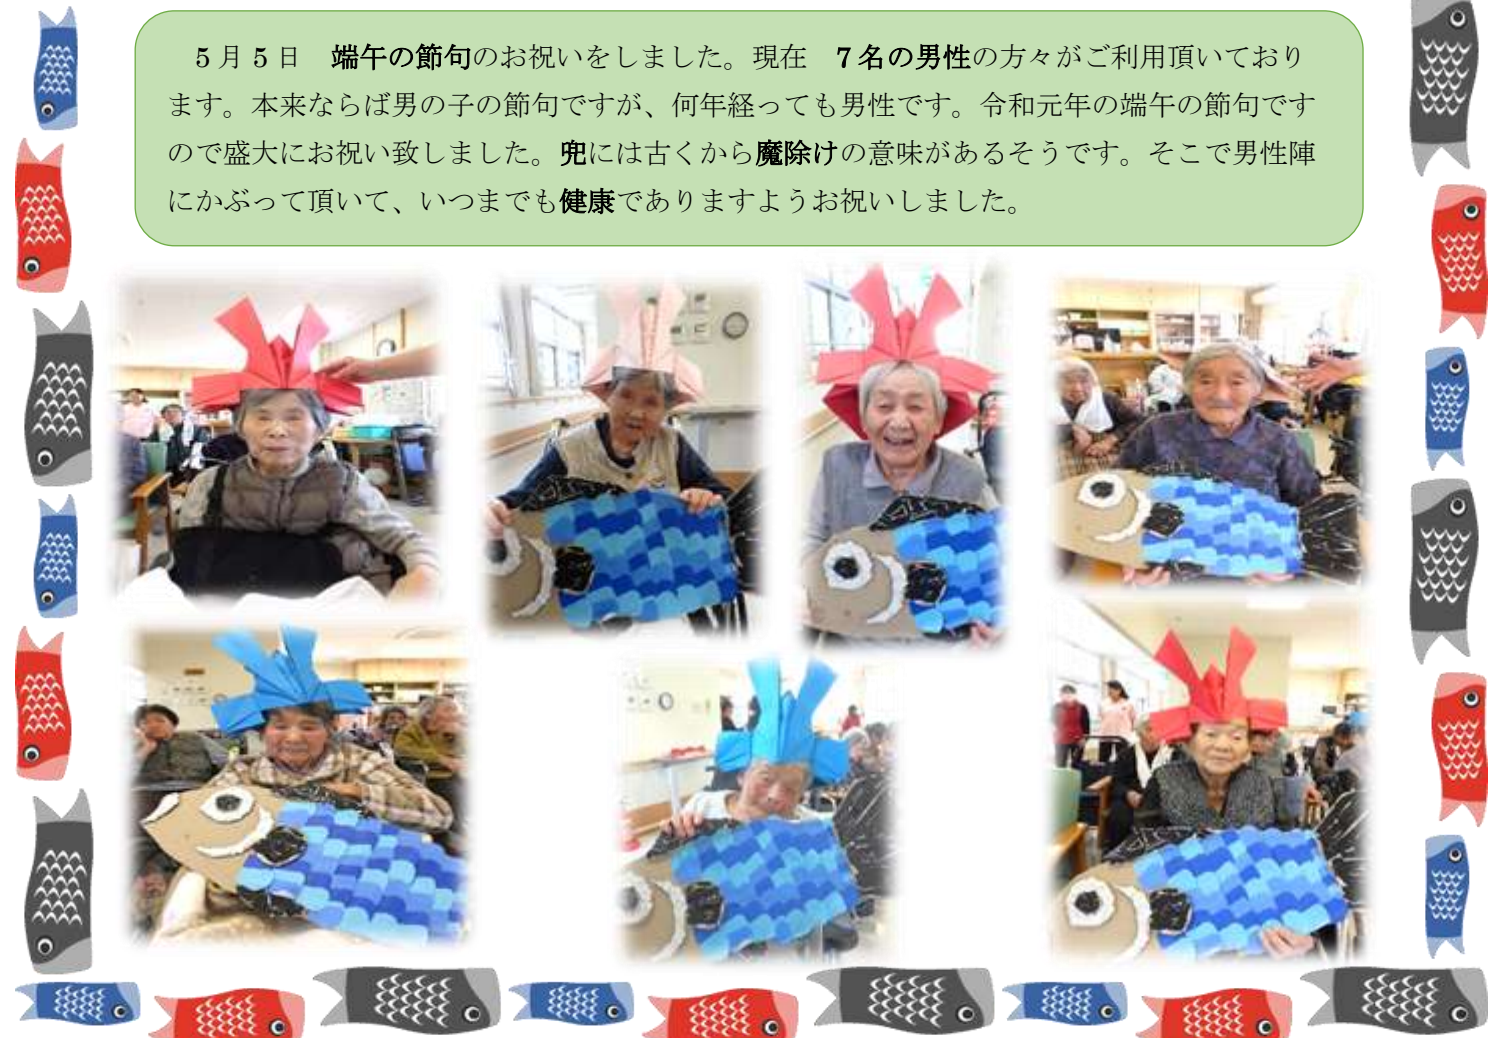 5月5日　端午の節句のお祝いをしました。現在　7名の男性の方々がご利用頂いており
ます。本来ならば男の子の節句ですが、何年経っても男性です。令和元年の端午の節句です
ので盛大にお祝い致しました。兜には古くから魔除けの意味があるそうです。そこで男性陣
にかぶって頂いて、いつまでも健康でありますようお祝いしました。